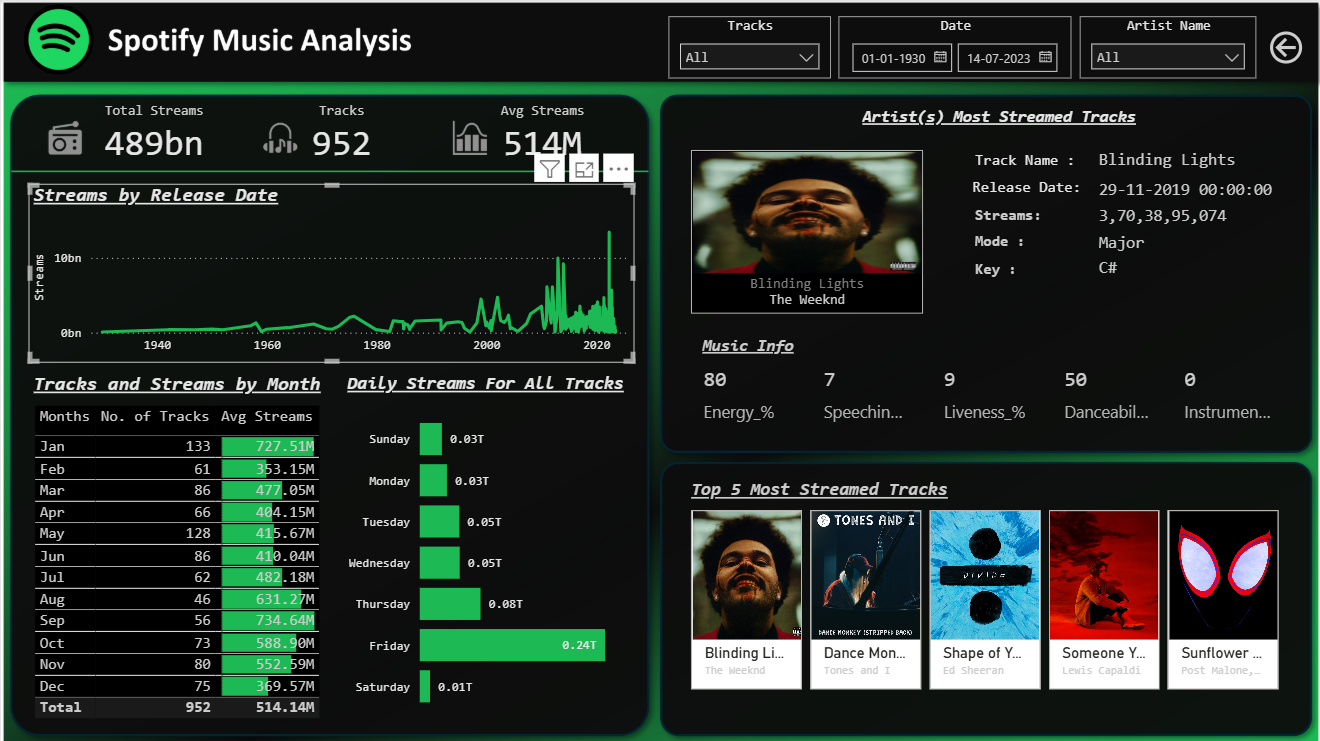 Spotify Music Analysis
Tracks
All
Date
01-01-1930
14-07-2023
Artist Name
All
Total Streams
489bn
Tracks
952
Avg Streams
514M
Streams by Release Date
Streams
10bn
0bn
1940 1960 1980 2000 2020
Tracks and Streams by Month
Months No. of Tracks Avg Streams
Jan 133 727.51M
Feb 61 353.15M
Mar 86 477.05M
Apr 66 404.15M
May 128 415.67M
Jun 86 410.04M
Jul 62 482.18M
Aug 46 631.27M
Sep 56 734.64M
Oct 73 588.90M
Nov 80 552.59M
Dec 75 369.57M
Total 952 514.14M
Daily Streams For All Tracks
Sunday 0.03T
Monday 0.03T
Tuesday 0.05T
Wednesday 0.05T
Thursday 0.08T
Friday 0.24T
Saturday 0.01T
Artist(s) Most Streamed Tracks
Blinding Lights
The Weeknd
Track Name : Blinding Lights
Release Date: 29-11-2019 00:00:00
Streams: 3,70,38,95,074
Mode : Major
Key : C#
Music Info
80 7 9 50 0
Energy_% Speechin... Liveness_% Danceabil... Instrumen...
Top 5 Most Streamed Tracks
TONES AND I
DANCE MONKEY (STRIPPED BACK)
DIVIDE
Blinding Li... Dance Mon... Shape of Y... Someone Y... Sunflower ...
The Weeknd Tones and I Ed Sheeran Lewis Capaldi Post Malone,...